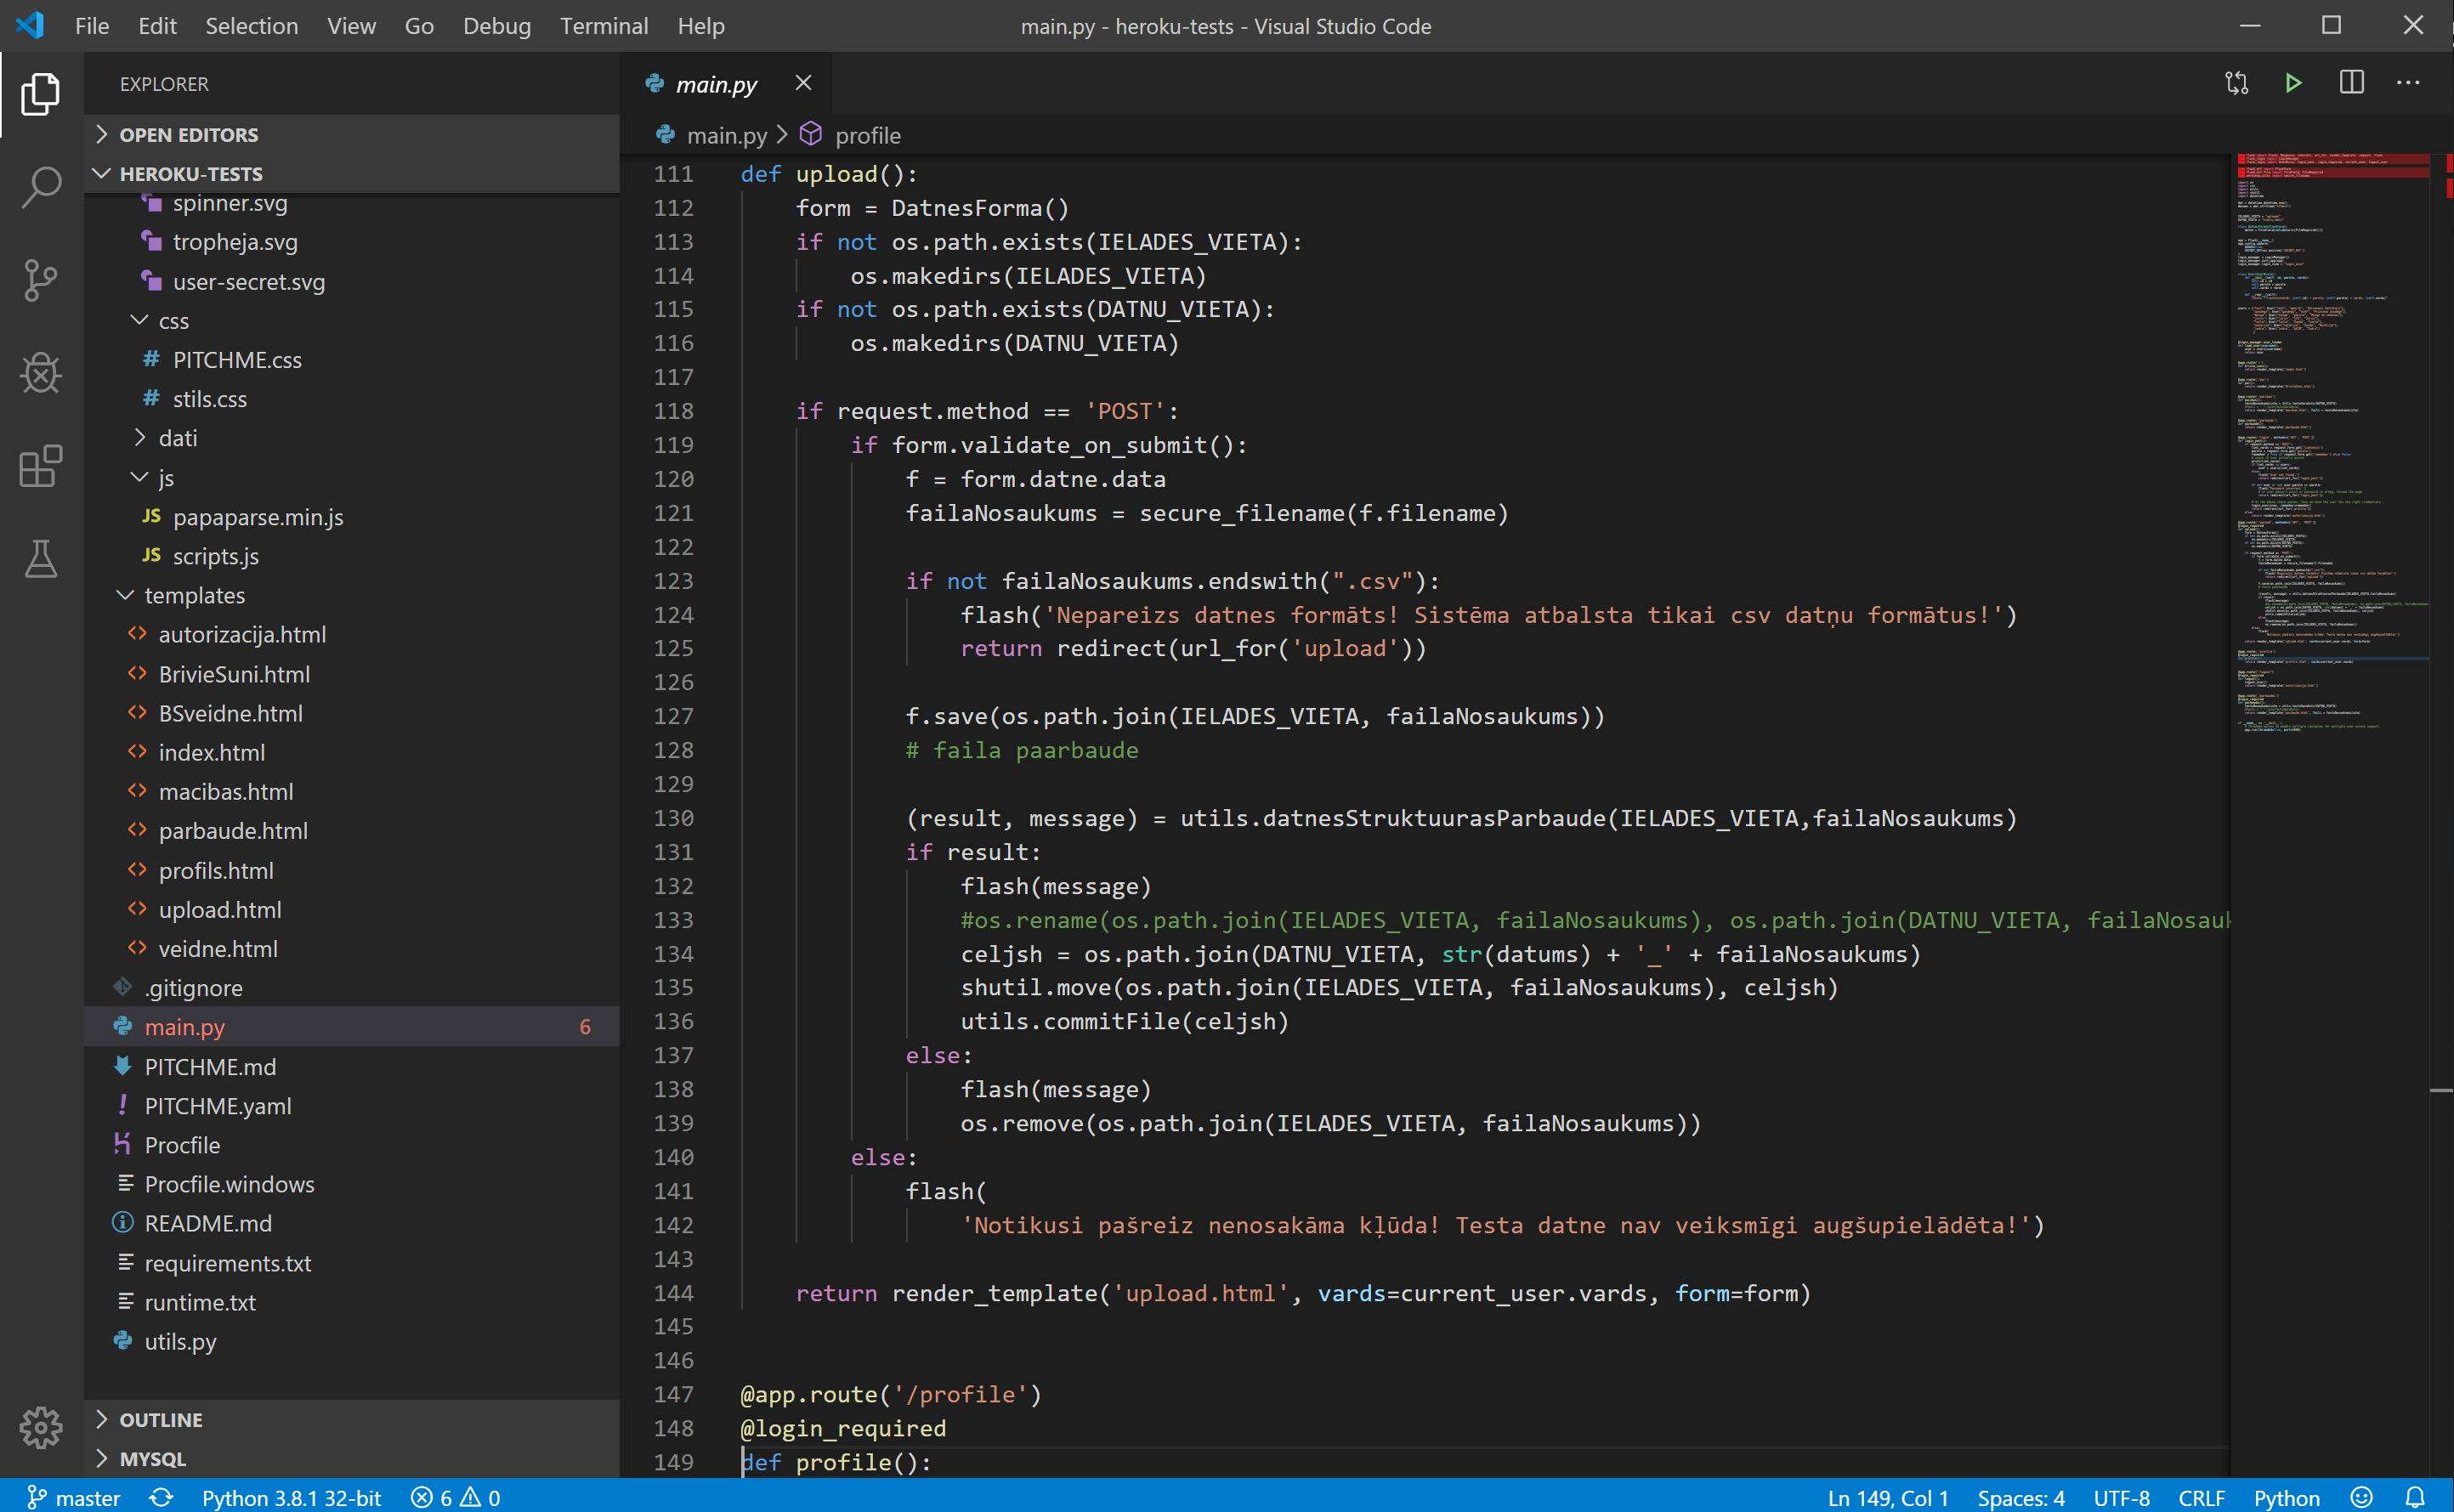 File Edit Selection View Go Debug Terminal Help main.py - heroku-tests - Visual Studio Code
EXPLORER
OPEN EDITORS
HEROKU-TESTS
spinner.svg
tropheja.svg
user-secret.svg
css
# PITCHME.css
# stils.css
dati
js
JS papaparse.min.js
JS scripts.js
templates
<> autorizacija.html
<> BrivieSuni.html
<> BSveidne.html
<> index.html
<> macibas.html
<> parbaude.html
<> profils.html
<> upload.html
<> veidne.html
.gitignore
main.py 6
PITCHME.md
! PITCHME.yaml
Procfile
Procfile.windows
README.md
requirements.txt
runtime.txt
utils.py
OUTLINE
MYSQL
main.py
main.py > profile
111 def upload():
112     form = DatnesForma()
113     if not os.path.exists(IELADES_VIETA):
114         os.makedirs(IELADES_VIETA)
115     if not os.path.exists(DATNU_VIETA):
116         os.makedirs(DATNU_VIETA)
117
118     if request.method == 'POST':
119         if form.validate_on_submit():
120             f = form.datne.data
121             failaNosaukums = secure_filename(f.filename)
122
123             if not failaNosaukums.endswith(".csv"):
124                 flash('Nepareizs datnes formāts! Sistēma atbalsta tikai csv datņu formātus!')
125                 return redirect(url_for('upload'))
126
127             f.save(os.path.join(IELADES_VIETA, failaNosaukums))
128             # faila paarbaude
129
130             (result, message) = utils.datnesStruktuurasParbaude(IELADES_VIETA,failaNosaukums)
131             if result:
132                 flash(message)
133                 #os.rename(os.path.join(IELADES_VIETA, failaNosaukums), os.path.join(DATNU_VIETA, failaNosauk
134                 celjsh = os.path.join(DATNU_VIETA, str(datums) + '_' + failaNosaukums)
135                 shutil.move(os.path.join(IELADES_VIETA, failaNosaukums), celjsh)
136                 utils.commitFile(celjsh)
137             else:
138                 flash(message)
139                 os.remove(os.path.join(IELADES_VIETA, failaNosaukums))
140         else:
141             flash(
142                 'Notikusi pašreiz nenosakāma kļūda! Testa datne nav veiksmīgi augšupielādēta!')
143
144     return render_template('upload.html', vards=current_user.vards, form=form)
145
146
147 @app.route('/profile')
148 @login_required
149 def profile():
master Python 3.8.1 32-bit 6 0 Ln 149, Col 1 Spaces: 4 UTF-8 CRLF Python